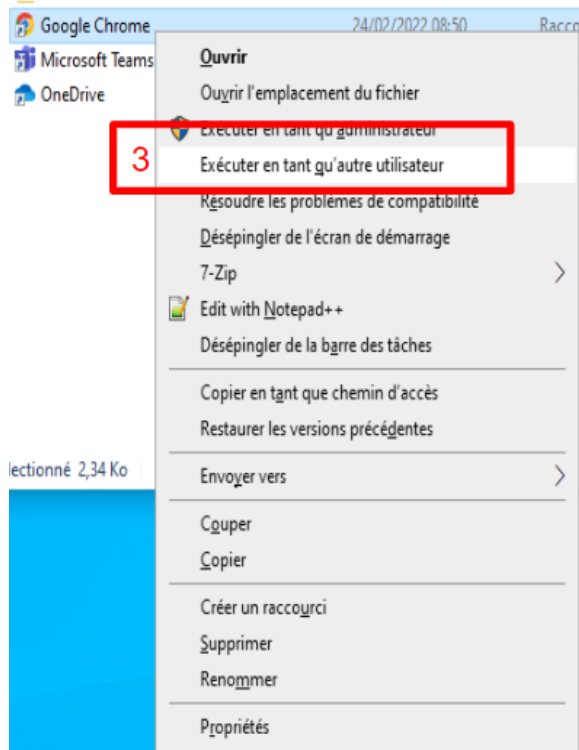 Google Chrome 24/02/2022 08:50 Racco
Microsoft Teams
OneDrive
Ouvrir
Ouvrir l'emplacement du fichier
Exécuter en tant qu'administrateur
3
Exécuter en tant qu'autre utilisateur
Résoudre les problèmes de compatibilité
Désépingler de l'écran de démarrage
7-Zip
Edit with Notepad++
Désépingler de la barre des tâches
Copier en tant que chemin d'accès
Restaurer les versions précédentes
lectionné 2,34 Ko
Envoyer vers
Couper
Copier
Créer un raccourci
Supprimer
Renommer
Propriétés